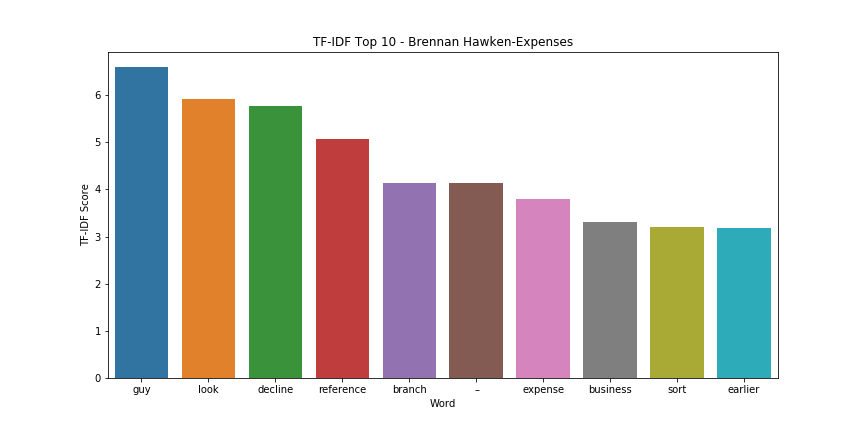 TF-IDF Top 10 - Brennan Hawken-Expenses
TF-IDF Score
6
5
4
3
2
1
0
guy look decline reference branch – expense business sort earlier
Word